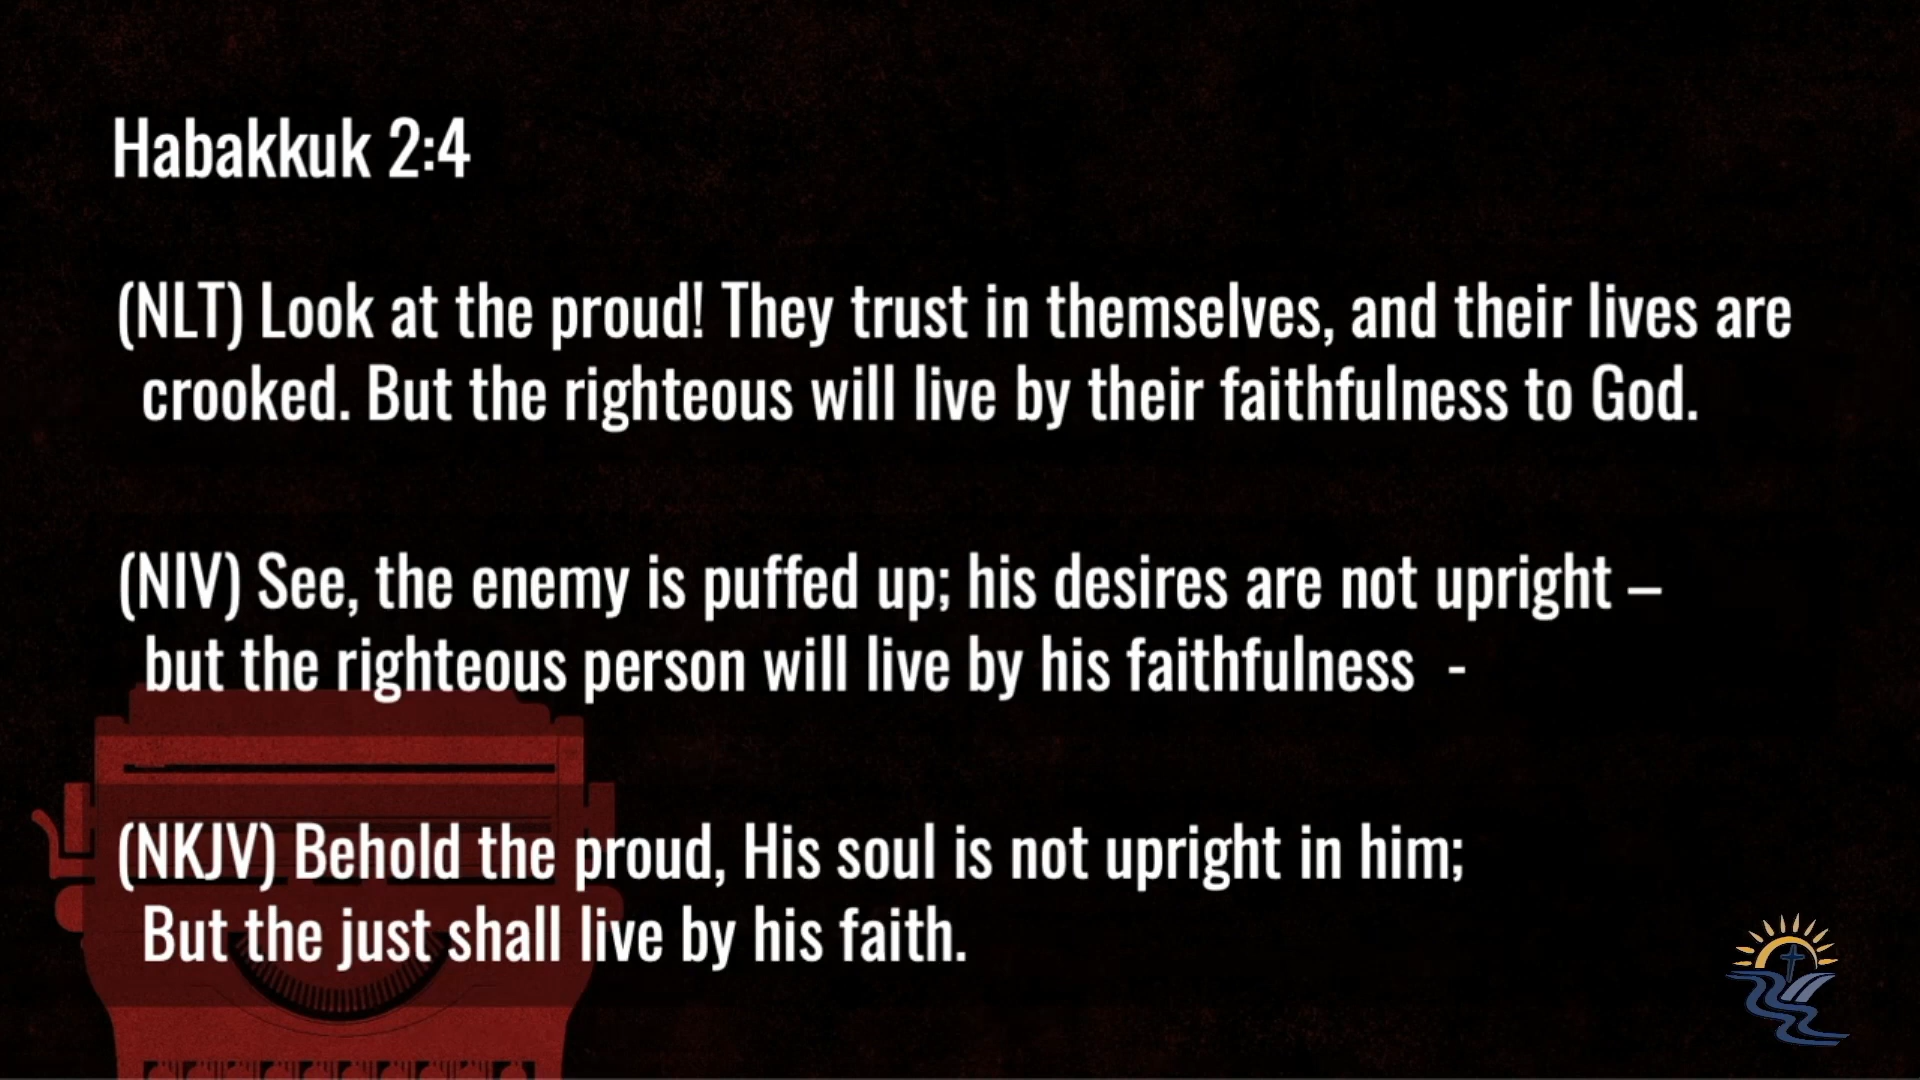 Habakkuk 2:4
(NLT) Look at the proud! They trust in themselves, and their lives are
crooked. But the righteous will live by their faithfulness to God.
(NIV) See, the enemy is puffed up; his desires are not upright –
but the righteous person will live by his faithfulness  -
(NKJV) Behold the proud, His soul is not upright in him;
But the just shall live by his faith.